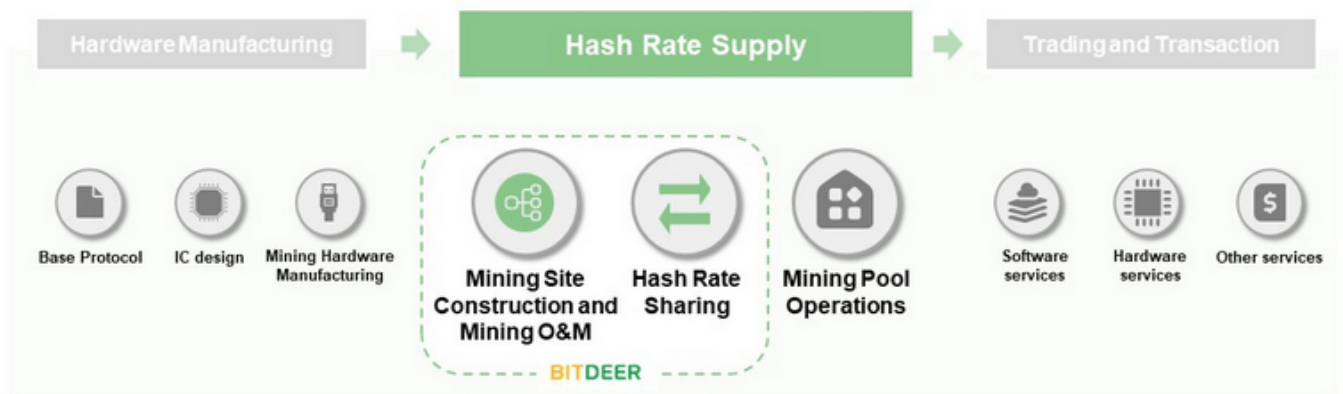 Hardware Manufacturing
Hash Rate Supply
Trading and Transaction
Base Protocol
IC design
Mining Hardware
Manufacturing
Mining Site
Construction and
Mining O&M
Hash Rate
Sharing
Mining Pool
Operations
Software
services
Hardware
services
Other services
BITDEER